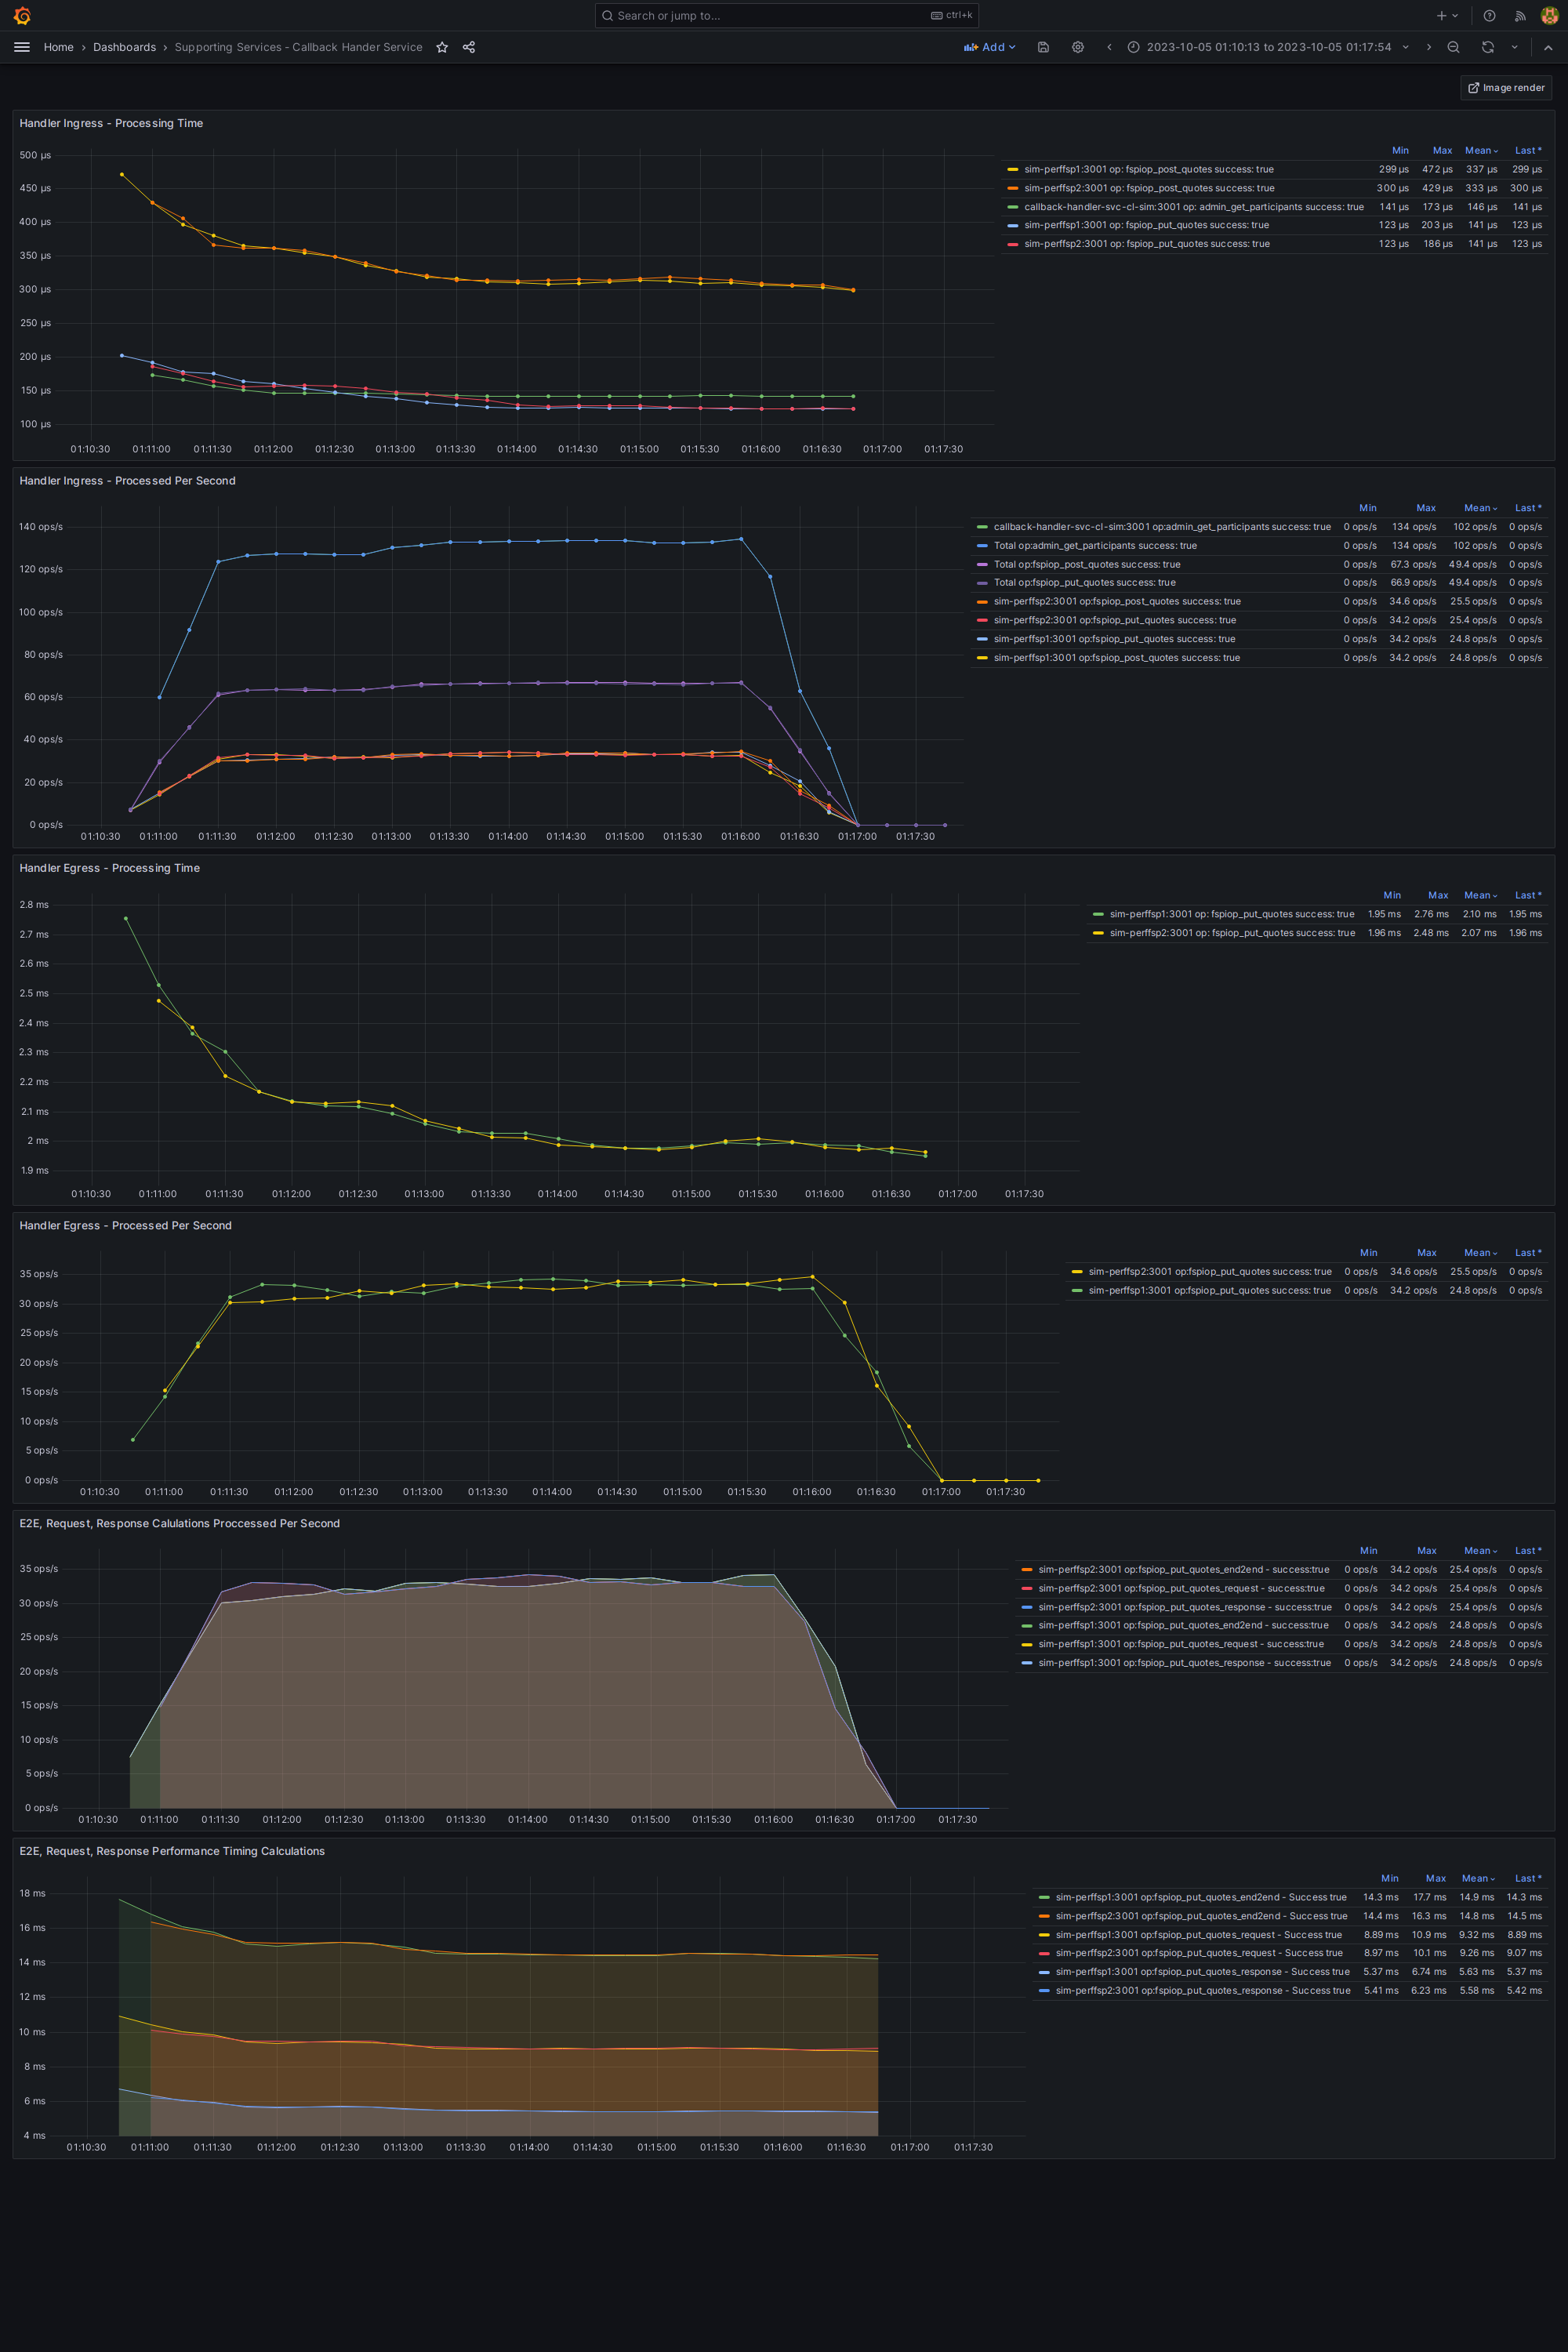 Search or jump to... ctrl+k
Home › Dashboards › Supporting Services - Callback Hander Service Add 2023-10-05 01:10:13 to 2023-10-05 01:17:54
Image render
Handler Ingress - Processing Time
500 µs
450 µs
400 µs
350 µs
300 µs
250 µs
200 µs
150 µs
100 µs
01:10:30 01:11:00 01:11:30 01:12:00 01:12:30 01:13:00 01:13:30 01:14:00 01:14:30 01:15:00 01:15:30 01:16:00 01:16:30 01:17:00 01:17:30
Min Max Mean Last *
sim-perffsp1:3001 op: fspiop_post_quotes success: true 299 µs 472 µs 337 µs 299 µs
sim-perffsp2:3001 op: fspiop_post_quotes success: true 300 µs 429 µs 333 µs 300 µs
callback-handler-svc-cl-sim:3001 op: admin_get_participants success: true 141 µs 173 µs 146 µs 141 µs
sim-perffsp1:3001 op: fspiop_put_quotes success: true 123 µs 203 µs 141 µs 123 µs
sim-perffsp2:3001 op: fspiop_put_quotes success: true 123 µs 186 µs 141 µs 123 µs
Handler Ingress - Processed Per Second
140 ops/s
120 ops/s
100 ops/s
80 ops/s
60 ops/s
40 ops/s
20 ops/s
0 ops/s
01:10:30 01:11:00 01:11:30 01:12:00 01:12:30 01:13:00 01:13:30 01:14:00 01:14:30 01:15:00 01:15:30 01:16:00 01:16:30 01:17:00 01:17:30
Min Max Mean Last *
callback-handler-svc-cl-sim:3001 op:admin_get_participants success: true 0 ops/s 134 ops/s 102 ops/s 0 ops/s
Total op:admin_get_participants success: true 0 ops/s 134 ops/s 102 ops/s 0 ops/s
Total op:fspiop_post_quotes success: true 0 ops/s 67.3 ops/s 49.4 ops/s 0 ops/s
Total op:fspiop_put_quotes success: true 0 ops/s 66.9 ops/s 49.4 ops/s 0 ops/s
sim-perffsp2:3001 op:fspiop_post_quotes success: true 0 ops/s 34.6 ops/s 25.5 ops/s 0 ops/s
sim-perffsp2:3001 op:fspiop_put_quotes success: true 0 ops/s 34.2 ops/s 25.4 ops/s 0 ops/s
sim-perffsp1:3001 op:fspiop_put_quotes success: true 0 ops/s 34.2 ops/s 24.8 ops/s 0 ops/s
sim-perffsp1:3001 op:fspiop_post_quotes success: true 0 ops/s 34.2 ops/s 24.8 ops/s 0 ops/s
Handler Egress - Processing Time
2.8 ms
2.7 ms
2.6 ms
2.5 ms
2.4 ms
2.3 ms
2.2 ms
2.1 ms
2 ms
1.9 ms
01:10:30 01:11:00 01:11:30 01:12:00 01:12:30 01:13:00 01:13:30 01:14:00 01:14:30 01:15:00 01:15:30 01:16:00 01:16:30 01:17:00 01:17:30
Min Max Mean Last *
sim-perffsp1:3001 op: fspiop_put_quotes success: true 1.95 ms 2.76 ms 2.10 ms 1.95 ms
sim-perffsp2:3001 op: fspiop_put_quotes success: true 1.96 ms 2.48 ms 2.07 ms 1.96 ms
Handler Egress - Processed Per Second
35 ops/s
30 ops/s
25 ops/s
20 ops/s
15 ops/s
10 ops/s
5 ops/s
0 ops/s
01:10:30 01:11:00 01:11:30 01:12:00 01:12:30 01:13:00 01:13:30 01:14:00 01:14:30 01:15:00 01:15:30 01:16:00 01:16:30 01:17:00 01:17:30
Min Max Mean Last *
sim-perffsp2:3001 op:fspiop_put_quotes success: true 0 ops/s 34.6 ops/s 25.5 ops/s 0 ops/s
sim-perffsp1:3001 op:fspiop_put_quotes success: true 0 ops/s 34.2 ops/s 24.8 ops/s 0 ops/s
E2E, Request, Response Calulations Proccessed Per Second
35 ops/s
30 ops/s
25 ops/s
20 ops/s
15 ops/s
10 ops/s
5 ops/s
0 ops/s
01:10:30 01:11:00 01:11:30 01:12:00 01:12:30 01:13:00 01:13:30 01:14:00 01:14:30 01:15:00 01:15:30 01:16:00 01:16:30 01:17:00 01:17:30
Min Max Mean Last *
sim-perffsp2:3001 op:fspiop_put_quotes_end2end - success:true 0 ops/s 34.2 ops/s 25.4 ops/s 0 ops/s
sim-perffsp2:3001 op:fspiop_put_quotes_request - success:true 0 ops/s 34.2 ops/s 25.4 ops/s 0 ops/s
sim-perffsp2:3001 op:fspiop_put_quotes_response - success:true 0 ops/s 34.2 ops/s 25.4 ops/s 0 ops/s
sim-perffsp1:3001 op:fspiop_put_quotes_end2end - success:true 0 ops/s 34.2 ops/s 24.8 ops/s 0 ops/s
sim-perffsp1:3001 op:fspiop_put_quotes_request - success:true 0 ops/s 34.2 ops/s 24.8 ops/s 0 ops/s
sim-perffsp1:3001 op:fspiop_put_quotes_response - success:true 0 ops/s 34.2 ops/s 24.8 ops/s 0 ops/s
E2E, Request, Response Performance Timing Calculations
18 ms
16 ms
14 ms
12 ms
10 ms
8 ms
6 ms
4 ms
01:10:30 01:11:00 01:11:30 01:12:00 01:12:30 01:13:00 01:13:30 01:14:00 01:14:30 01:15:00 01:15:30 01:16:00 01:16:30 01:17:00 01:17:30
Min Max Mean Last *
sim-perffsp1:3001 op:fspiop_put_quotes_end2end - Success true 14.3 ms 17.7 ms 14.9 ms 14.3 ms
sim-perffsp2:3001 op:fspiop_put_quotes_end2end - Success true 14.4 ms 16.3 ms 14.8 ms 14.5 ms
sim-perffsp1:3001 op:fspiop_put_quotes_request - Success true 8.89 ms 10.9 ms 9.32 ms 8.89 ms
sim-perffsp2:3001 op:fspiop_put_quotes_request - Success true 8.97 ms 10.1 ms 9.26 ms 9.07 ms
sim-perffsp1:3001 op:fspiop_put_quotes_response - Success true 5.37 ms 6.74 ms 5.63 ms 5.37 ms
sim-perffsp2:3001 op:fspiop_put_quotes_response - Success true 5.41 ms 6.23 ms 5.58 ms 5.42 ms